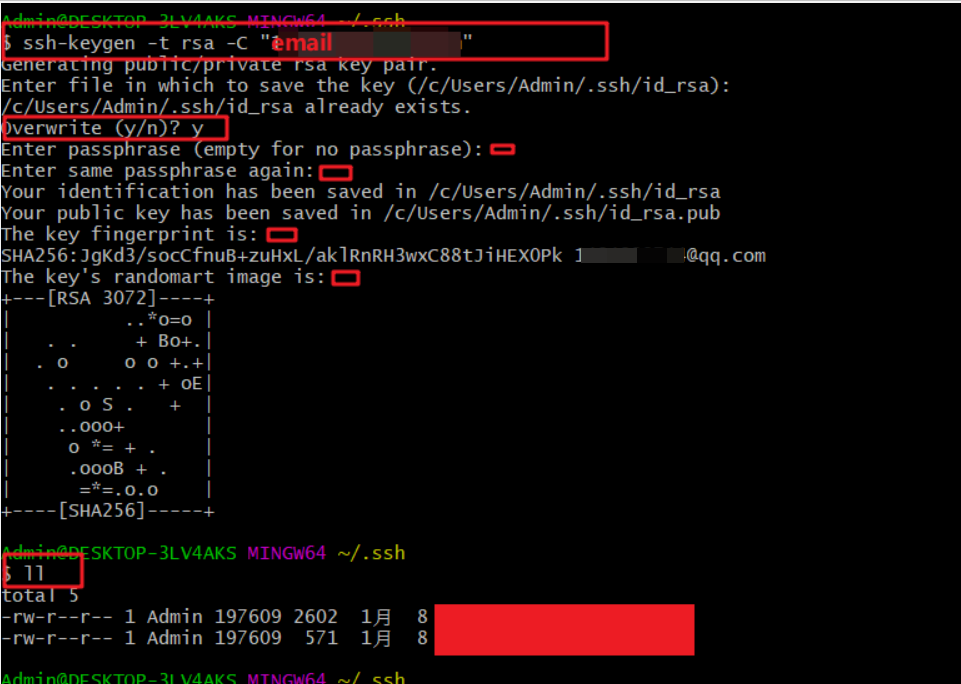 Admin@DESKTOP-3LV4AKS MINGW64 ~/.ssh
$ ssh-keygen -t rsa -C "email"
Generating public/private rsa key pair.
Enter file in which to save the key (/c/Users/Admin/.ssh/id_rsa):
/c/Users/Admin/.ssh/id_rsa already exists.
Overwrite (y/n)? y
Enter passphrase (empty for no passphrase):
Enter same passphrase again:
Your identification has been saved in /c/Users/Admin/.ssh/id_rsa
Your public key has been saved in /c/Users/Admin/.ssh/id_rsa.pub
The key fingerprint is:
SHA256:JgKd3/socCfnuB+zuHxL/aklRnRH3wxC88tJiHEXOPk 1 @qq.com
The key's randomart image is:
+---[RSA 3072]----+
|          ..*o=o |
|   . .     + Bo+.|
|  . o     o o +.+|
|   . . . . . + oE|
|    . o S .   +  |
|    ..ooo+       |
|     o *= + .    |
|     .oooB + .   |
|      =*=.o.o    |
+----[SHA256]-----+
Admin@DESKTOP-3LV4AKS MINGW64 ~/.ssh
$ ll
total 5
-rw-r--r-- 1 Admin 197609 2602  1月  8
-rw-r--r-- 1 Admin 197609  571  1月  8
Admin@DESKTOP-3LV4AKS MINGW64 ~/.ssh